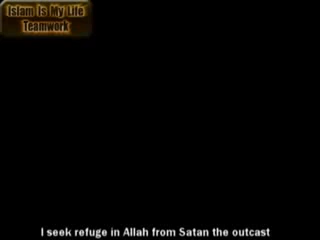 Islam Is My Life
Teamwork
I seek refuge in Allah from Satan the outcast